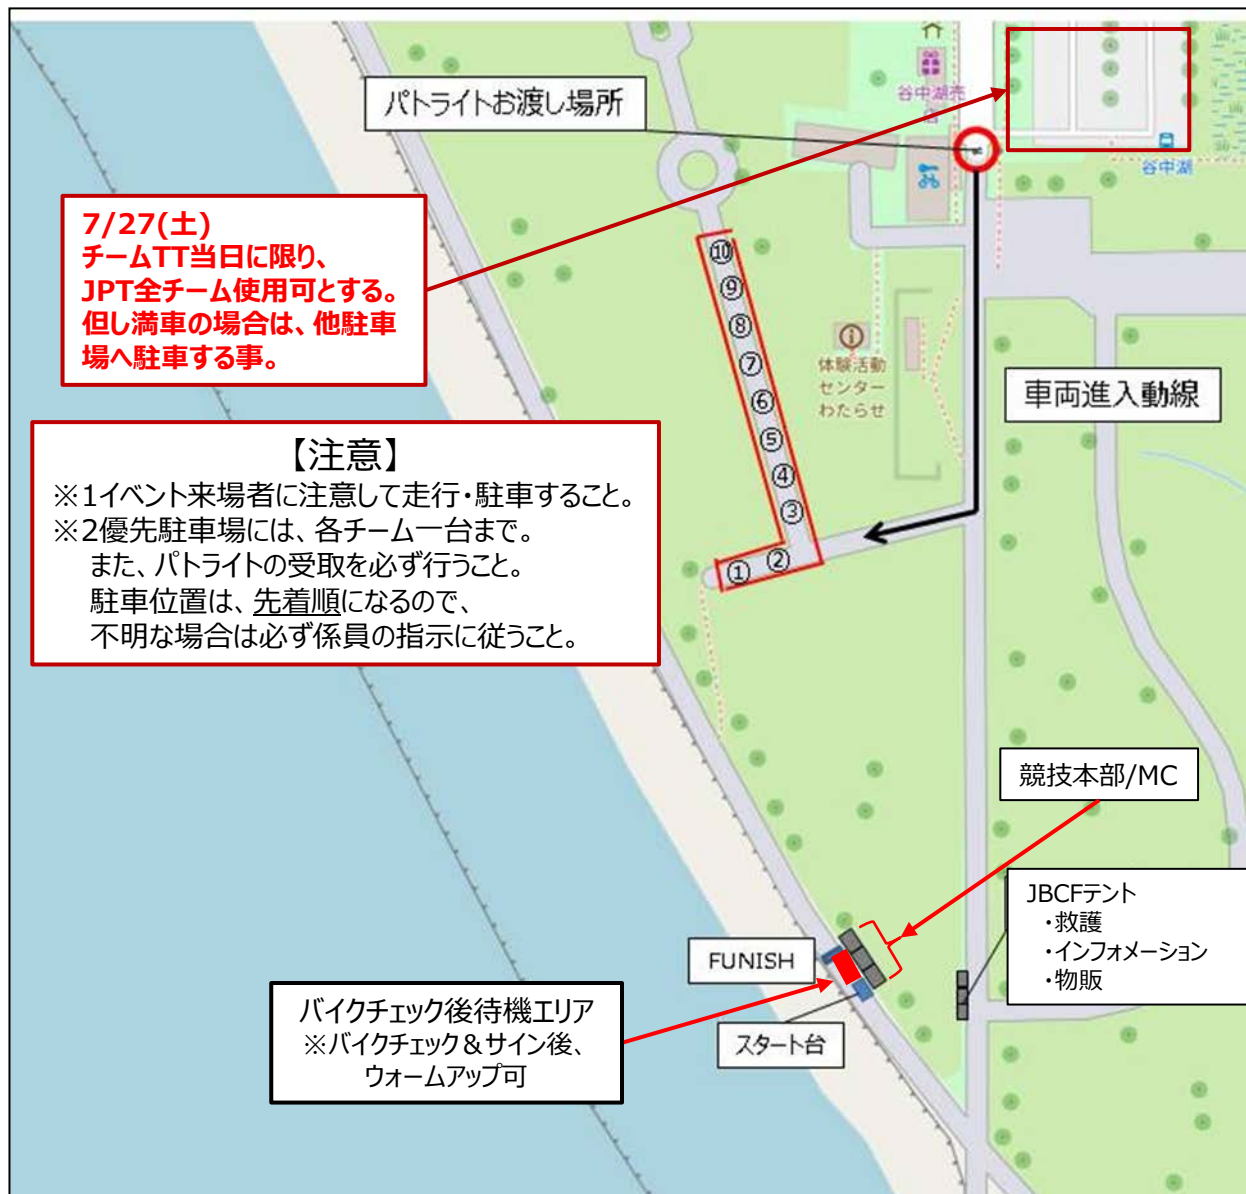 パトライトお渡し場所
谷中湖売
店
谷中湖
7/27(土)
チームTT当日に限り、
JPT全チーム使用可とする。
但し満車の場合は、他駐車
場へ駐車する事。
⑩
⑨
⑧
⑦
⑥
⑤
④
③
②
①
体験活動
センター
わたらせ
車両進入動線
【注意】
※1イベント来場者に注意して走行・駐車すること。
※2優先駐車場には、各チーム一台まで。
また、パトライトの受取を必ず行うこと。
駐車位置は、先着順になるので、
不明な場合は必ず係員の指示に従うこと。
競技本部/MC
JBCFテント
・救護
・インフォメーション
・物販
FUNISH
スタート台
バイクチェック後待機エリア
※バイクチェック＆サイン後、
ウォームアップ可